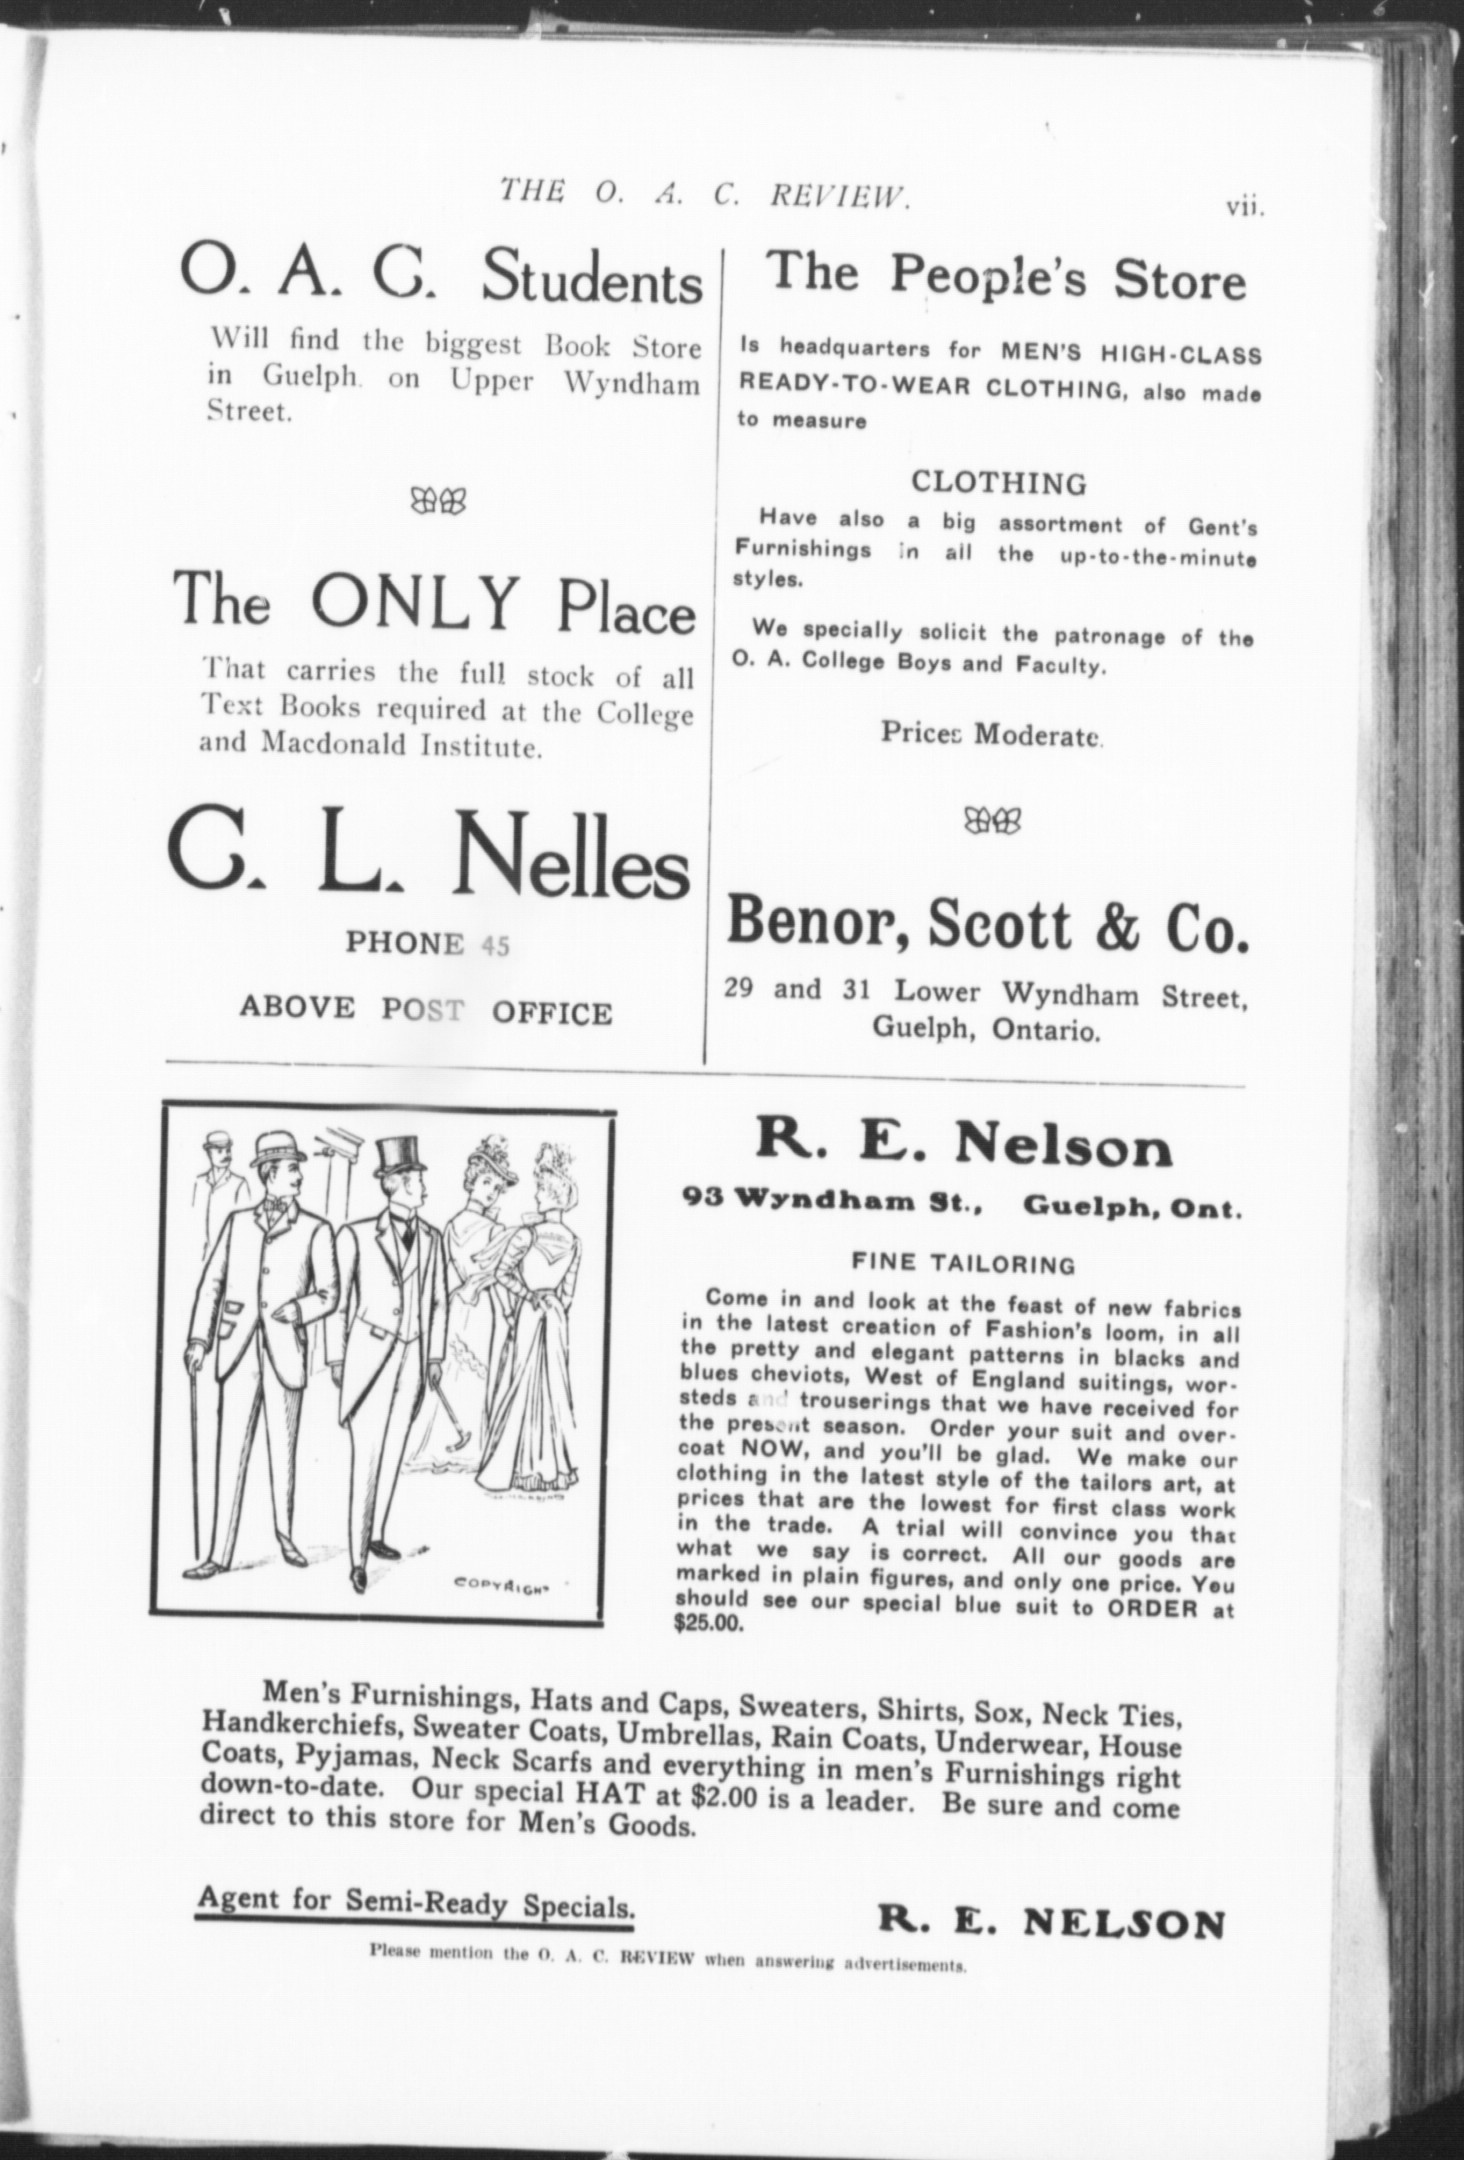 THE O. A. C. REVIEW.
vii.
O. A. C. Students
Will find the biggest Book Store
in Guelph on Upper Wyndham
Street.
The ONLY Place
That carries the full stock of all
Text Books required at the College
and Macdonald Institute.
C. L. Nelles
PHONE 45
ABOVE POST OFFICE
The People's Store
Is headquarters for MEN'S HIGH-CLASS
READY-TO-WEAR CLOTHING, also made
to measure
CLOTHING
Have also a big assortment of Gent's
Furnishings in all the up-to-the-minute
styles.
We specially solicit the patronage of the
O. A. College Boys and Faculty.
Prices Moderate.
Benor, Scott & Co.
29 and 31 Lower Wyndham Street,
Guelph, Ontario.
COPYRIGHT
R. E. Nelson
93 Wyndham St., Guelph, Ont.
FINE TAILORING
Come in and look at the feast of new fabrics
in the latest creation of Fashion's loom, in all
the pretty and elegant patterns in blacks and
blues cheviots, West of England suitings, wor-
steds and trouserings that we have received for
the present season. Order your suit and over-
coat NOW, and you'll be glad. We make our
clothing in the latest style of the tailors art, at
prices that are the lowest for first class work
in the trade. A trial will convince you that
what we say is correct. All our goods are
marked in plain figures, and only one price. You
should see our special blue suit to ORDER at
$25.00.
Men's Furnishings, Hats and Caps, Sweaters, Shirts, Sox, Neck Ties,
Handkerchiefs, Sweater Coats, Umbrellas, Rain Coats, Underwear, House
Coats, Pyjamas, Neck Scarfs and everything in men's Furnishings right
down-to-date. Our special HAT at $2.00 is a leader. Be sure and come
direct to this store for Men's Goods.
Agent for Semi-Ready Specials.
R. E. NELSON
Please mention the O. A. C. REVIEW when answering advertisements.